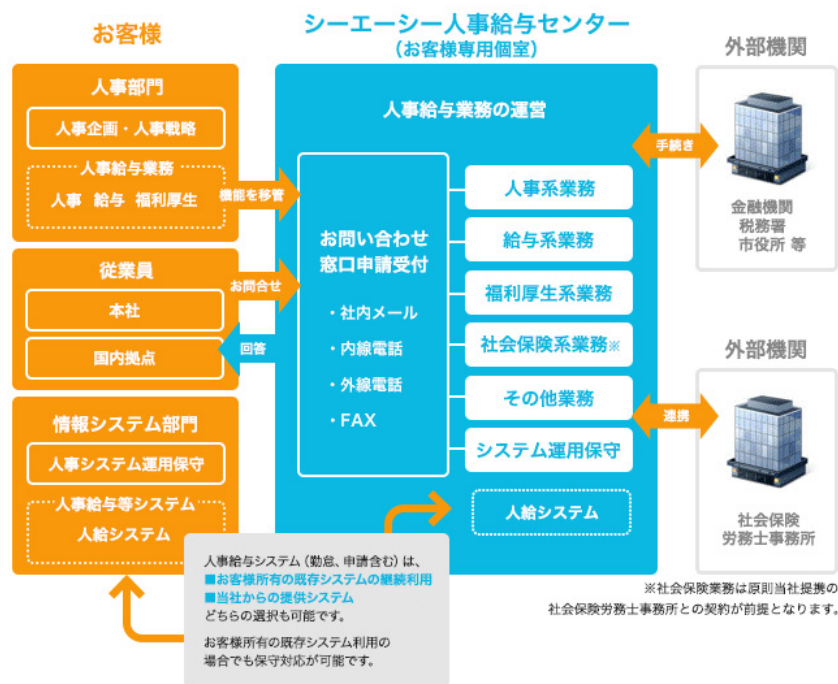 お客様
人事部門
人事企画・人事戦略
人事給与業務
人事 給与 福利厚生
機能を移管
従業員
本社
国内拠点
お問合せ
回答
情報システム部門
人事システム運用保守
人事給与等システム
人給システム
シーエーシー人事給与センター
（お客様専用個室）
人事給与業務の運営
お問い合わせ
窓口申請受付
・社内メール
・内線電話
・外線電話
・FAX
人事系業務
給与系業務
福利厚生系業務
社会保険系業務※
その他業務
システム運用保守
人給システム
手続き
外部機関
金融機関
税務署
市役所 等
連携
外部機関
社会保険
労務士事務所
人事給与システム（勤怠、申請含む）は、
■お客様所有の既存システムの継続利用
■当社からの提供システム
どちらの選択も可能です。
お客様所有の既存システム利用の
場合でも保守対応が可能です。
※社会保険業務は原則当社提携の
社会保険労務士事務所との契約が前提となります。